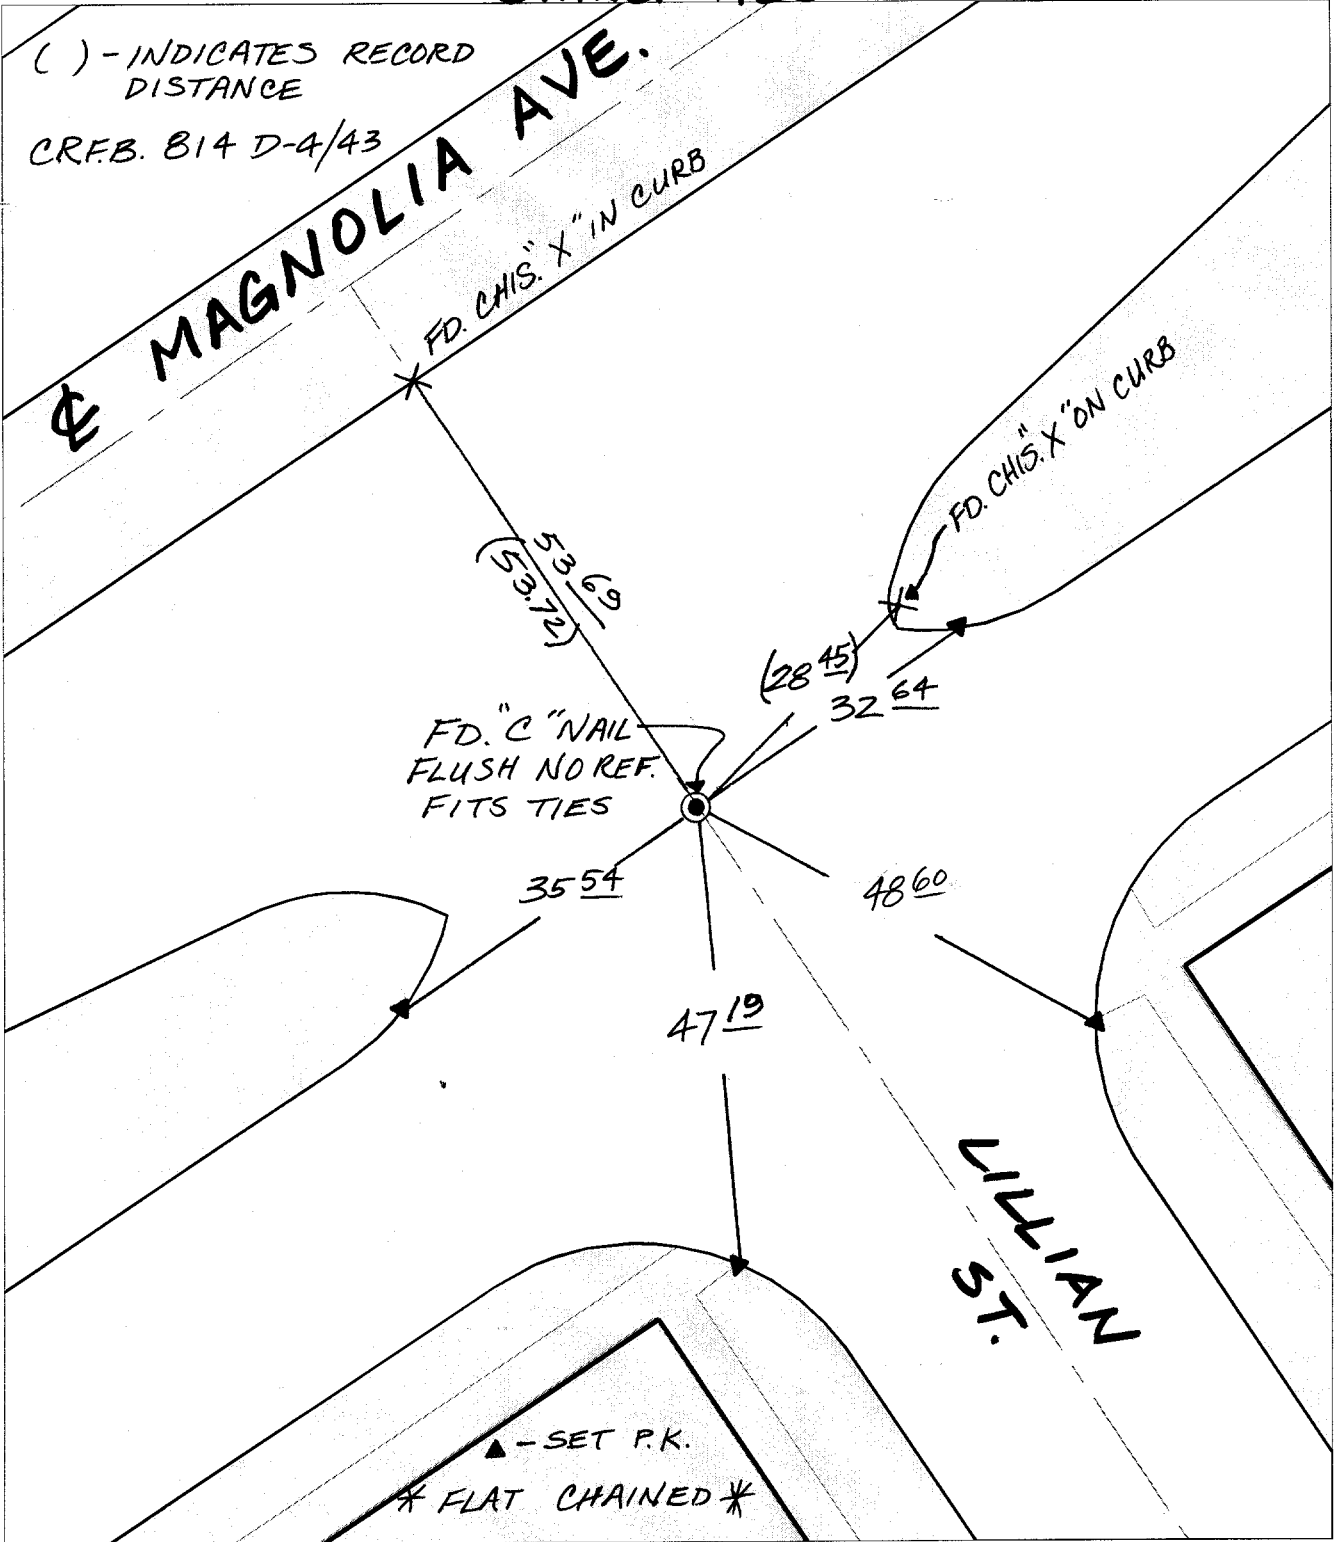 ( ) - INDICATES RECORD
DISTANCE
CRF.B. 814 D-4/43
℄ MAGNOLIA AVE.
FD. CHIS. "X" IN CURB
FD. CHIS. "X" ON CURB
53.69
(53.72)
(28 45)
32 64
FD. "C" NAIL
FLUSH NO REF.
FITS TIES
35 54
48 60
47 19
LILLIAN
ST.
▲ - SET P.K.
* FLAT CHAINED *